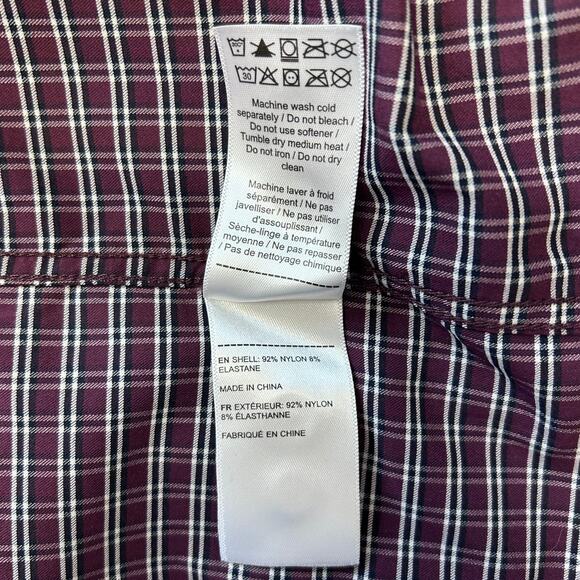 30
Machine wash cold
separately / Do not bleach /
Do not use softener /
Tumble dry medium heat /
Do not iron / Do not dry
clean
Machine laver à froid
séparément / Ne pas
javelliser / Ne pas utiliser
d'assouplissant /
Sèche-linge à température
moyenne / Ne pas repasser
/ Pas de nettoyage chimique
EN SHELL: 92% NYLON 8%
ELASTANE
MADE IN CHINA
FR EXTÉRIEUR: 92% NYLON
8% ÉLASTHANNE
FABRIQUÉ EN CHINE